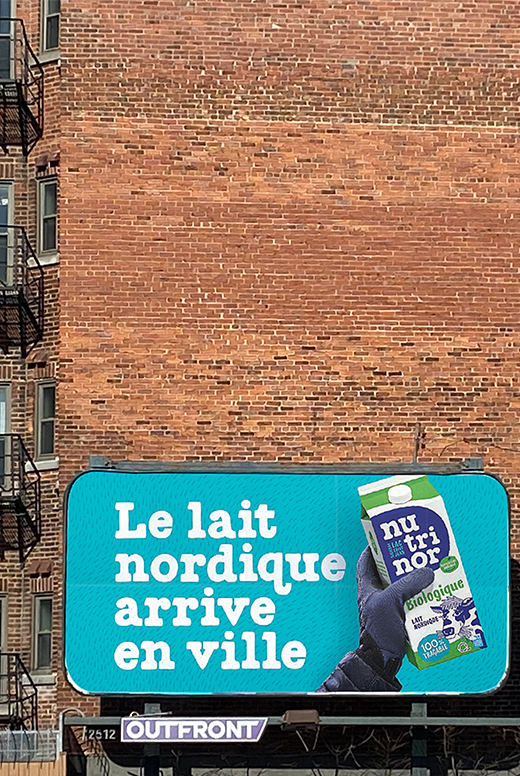 Le lait
nordique
arrive
en ville
nu
tri
nor
Biologique
LAIT
NORDIQUE
100%
TRAÇABLE
2512 OUTFRONT